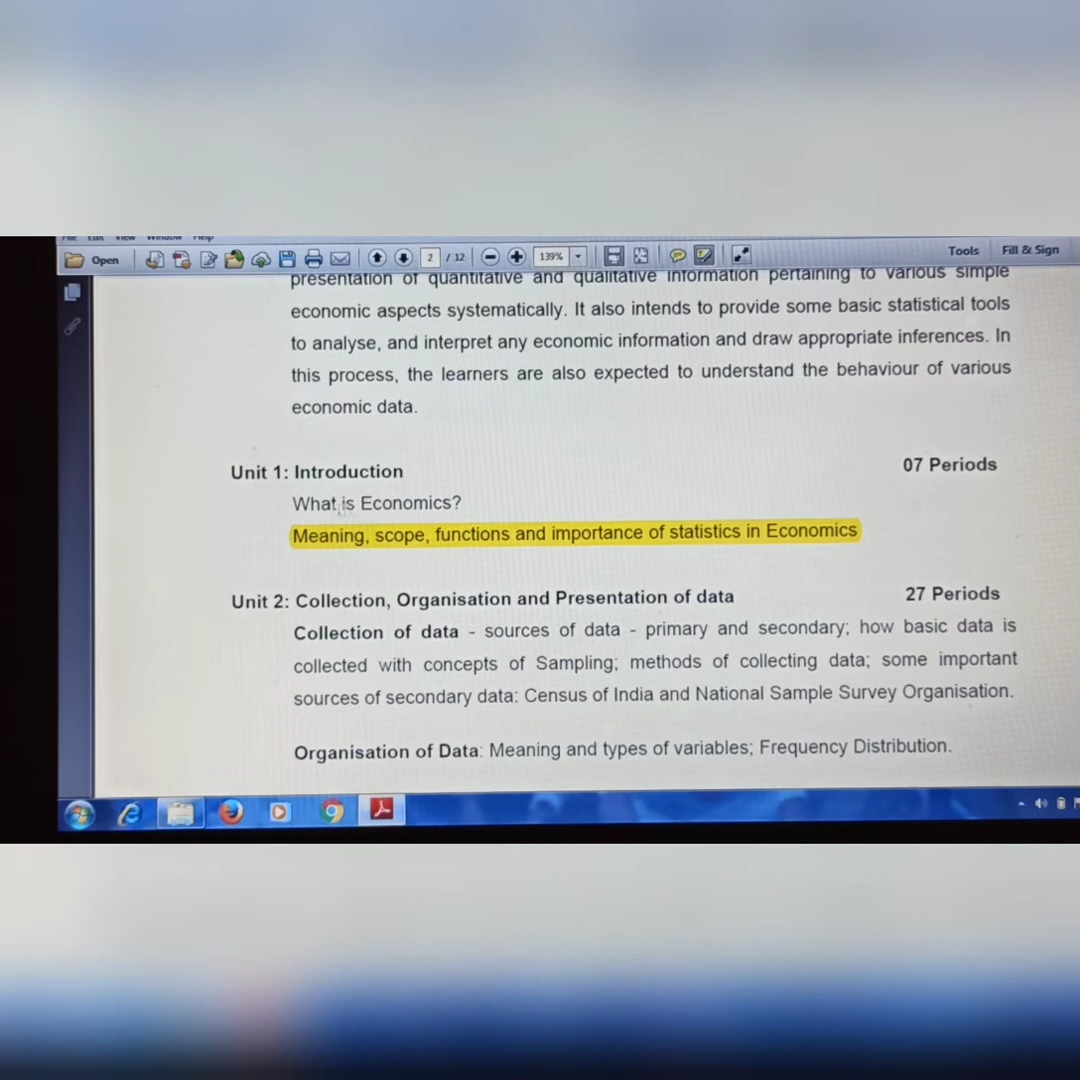 File Edit View Window Help
Open 2 / 12 139% Tools Fill & Sign
presentation of quantitative and qualitative information pertaining to various simple
economic aspects systematically. It also intends to provide some basic statistical tools
to analyse, and interpret any economic information and draw appropriate inferences. In
this process, the learners are also expected to understand the behaviour of various
economic data.
Unit 1: Introduction 07 Periods
What is Economics?
Meaning, scope, functions and importance of statistics in Economics
Unit 2: Collection, Organisation and Presentation of data 27 Periods
Collection of data - sources of data - primary and secondary; how basic data is
collected with concepts of Sampling; methods of collecting data; some important
sources of secondary data: Census of India and National Sample Survey Organisation.
Organisation of Data: Meaning and types of variables; Frequency Distribution.